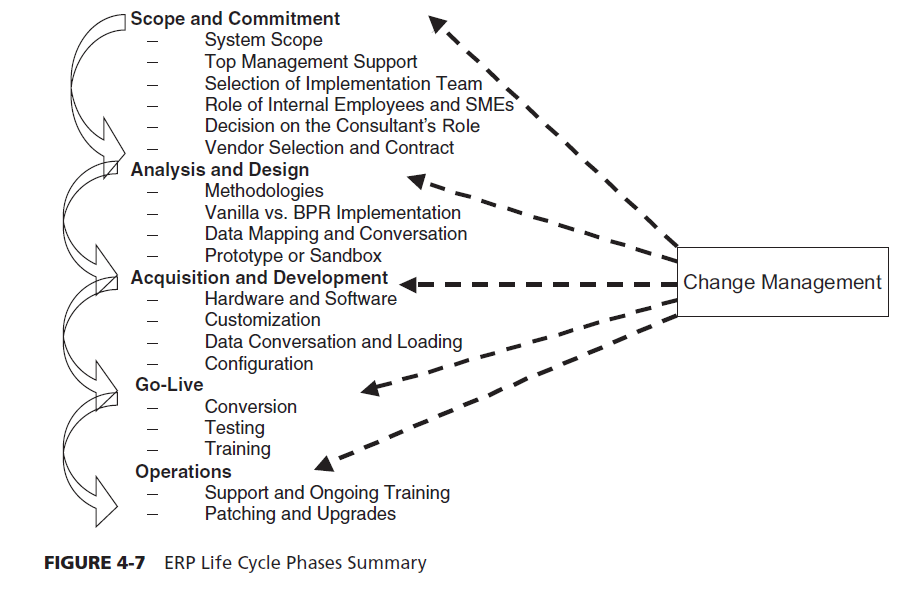 Scope and Commitment
– System Scope
– Top Management Support
– Selection of Implementation Team
– Role of Internal Employees and SMEs
– Decision on the Consultant’s Role
– Vendor Selection and Contract
Analysis and Design
– Methodologies
– Vanilla vs. BPR Implementation
– Data Mapping and Conversation
– Prototype or Sandbox
Acquisition and Development
– Hardware and Software
– Customization
– Data Conversation and Loading
– Configuration
Go-Live
– Conversion
– Testing
– Training
Operations
– Support and Ongoing Training
– Patching and Upgrades
Change Management
FIGURE 4-7 ERP Life Cycle Phases Summary